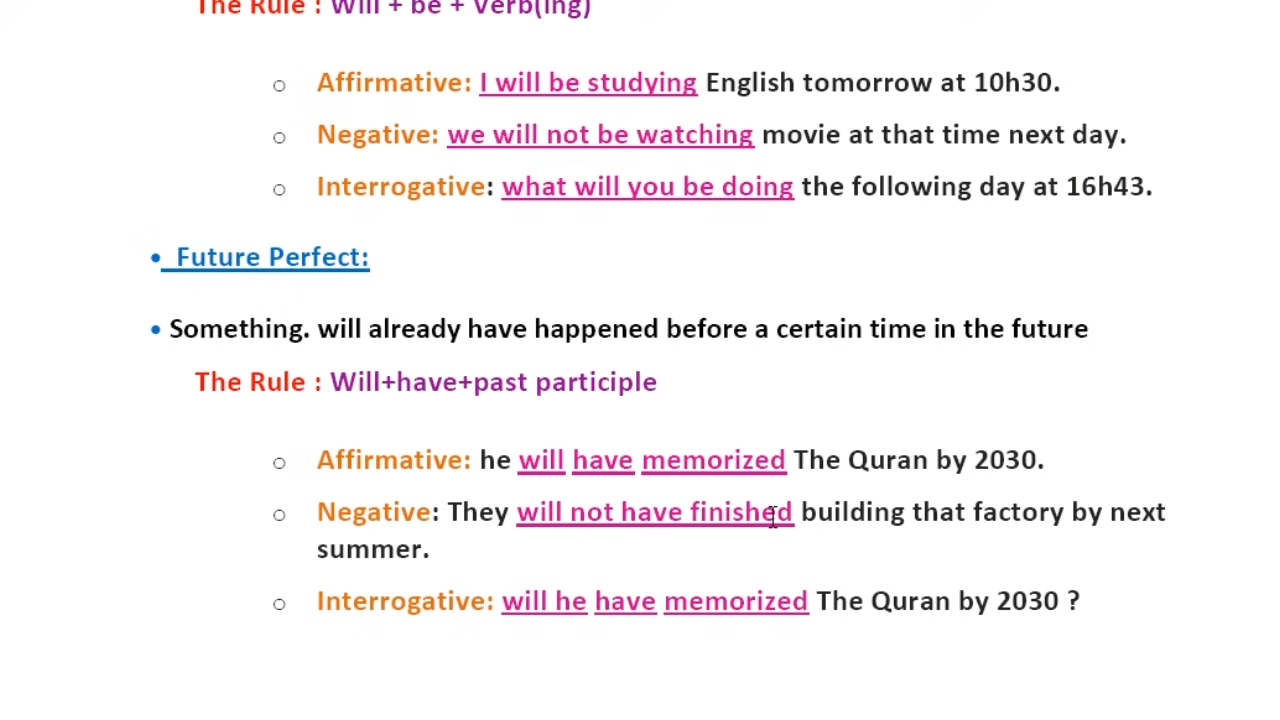 The Rule : Will + be + Verb(ing)
o Affirmative: I will be studying English tomorrow at 10h30.
o Negative: we will not be watching movie at that time next day.
o Interrogative: what will you be doing the following day at 16h43.
• Future Perfect:
• Something. will already have happened before a certain time in the future
The Rule : Will+have+past participle
o Affirmative: he will have memorized The Quran by 2030.
o Negative: They will not have finished building that factory by next
summer.
o Interrogative: will he have memorized The Quran by 2030 ?